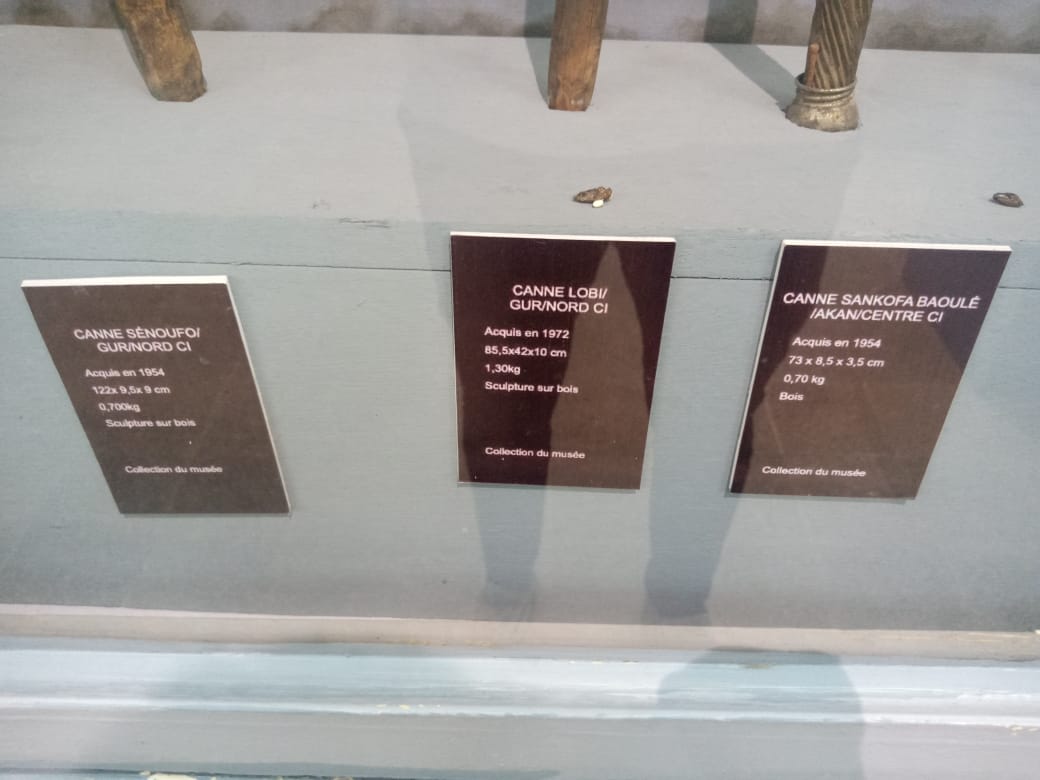 CANNE SÉNOUFO/
GUR/NORD CI
Acquis en 1954
122x 9,5x 9 cm
0,700kg
Sculpture sur bois
Collection du musée
CANNE LOBI/
GUR/NORD CI
Acquis en 1972
85,5x42x10 cm
1,30kg
Sculpture sur bois
Collection du musée
CANNE SANKOFA BAOULÉ
/AKAN/CENTRE CI
Acquis en 1954
73 x 8,5 x 3,5 cm
0,70 kg
Bois
Collection du musée